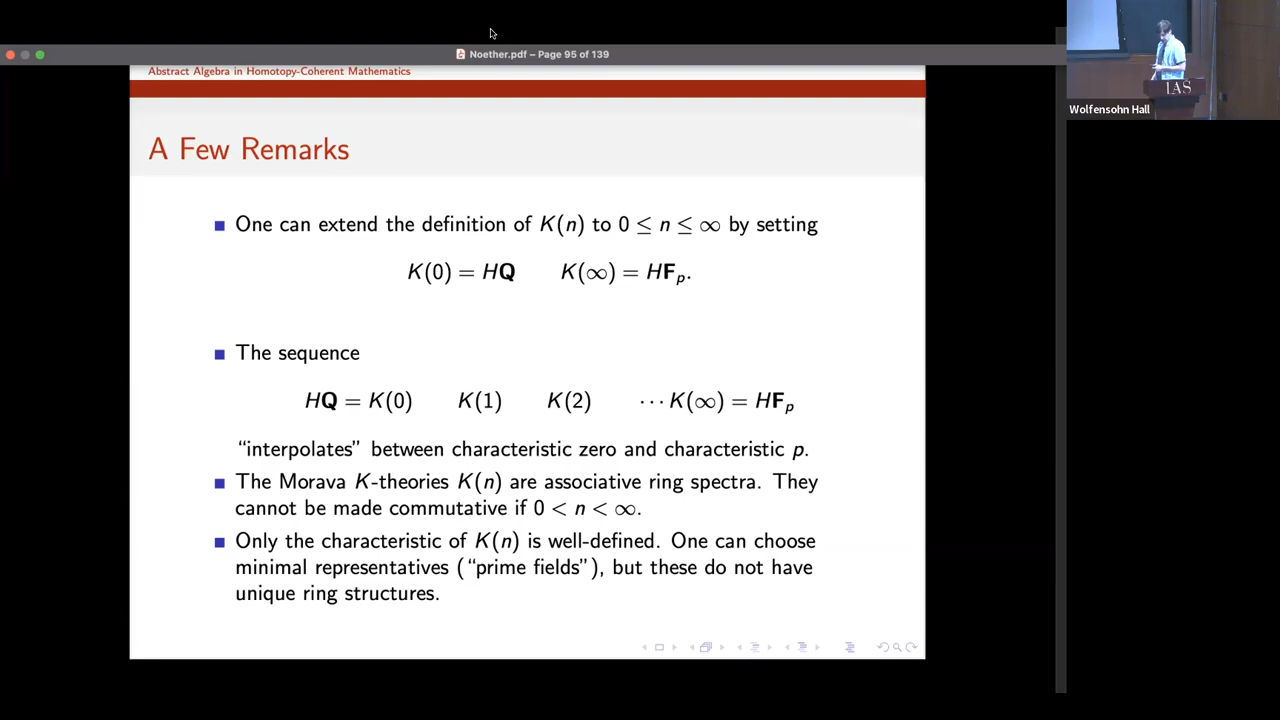 Noether.pdf – Page 95 of 139
Abstract Algebra in Homotopy-Coherent Mathematics
A Few Remarks
■ One can extend the definition of K(n) to 0 ≤ n ≤ ∞ by setting
K(0) = HQ K(∞) = HF_p.
■ The sequence
HQ = K(0) K(1) K(2) ··· K(∞) = HF_p
“interpolates” between characteristic zero and characteristic p.
■ The Morava K-theories K(n) are associative ring spectra. They
cannot be made commutative if 0 < n < ∞.
■ Only the characteristic of K(n) is well-defined. One can choose
minimal representatives (“prime fields”), but these do not have
unique ring structures.
IAS
Wolfensohn Hall